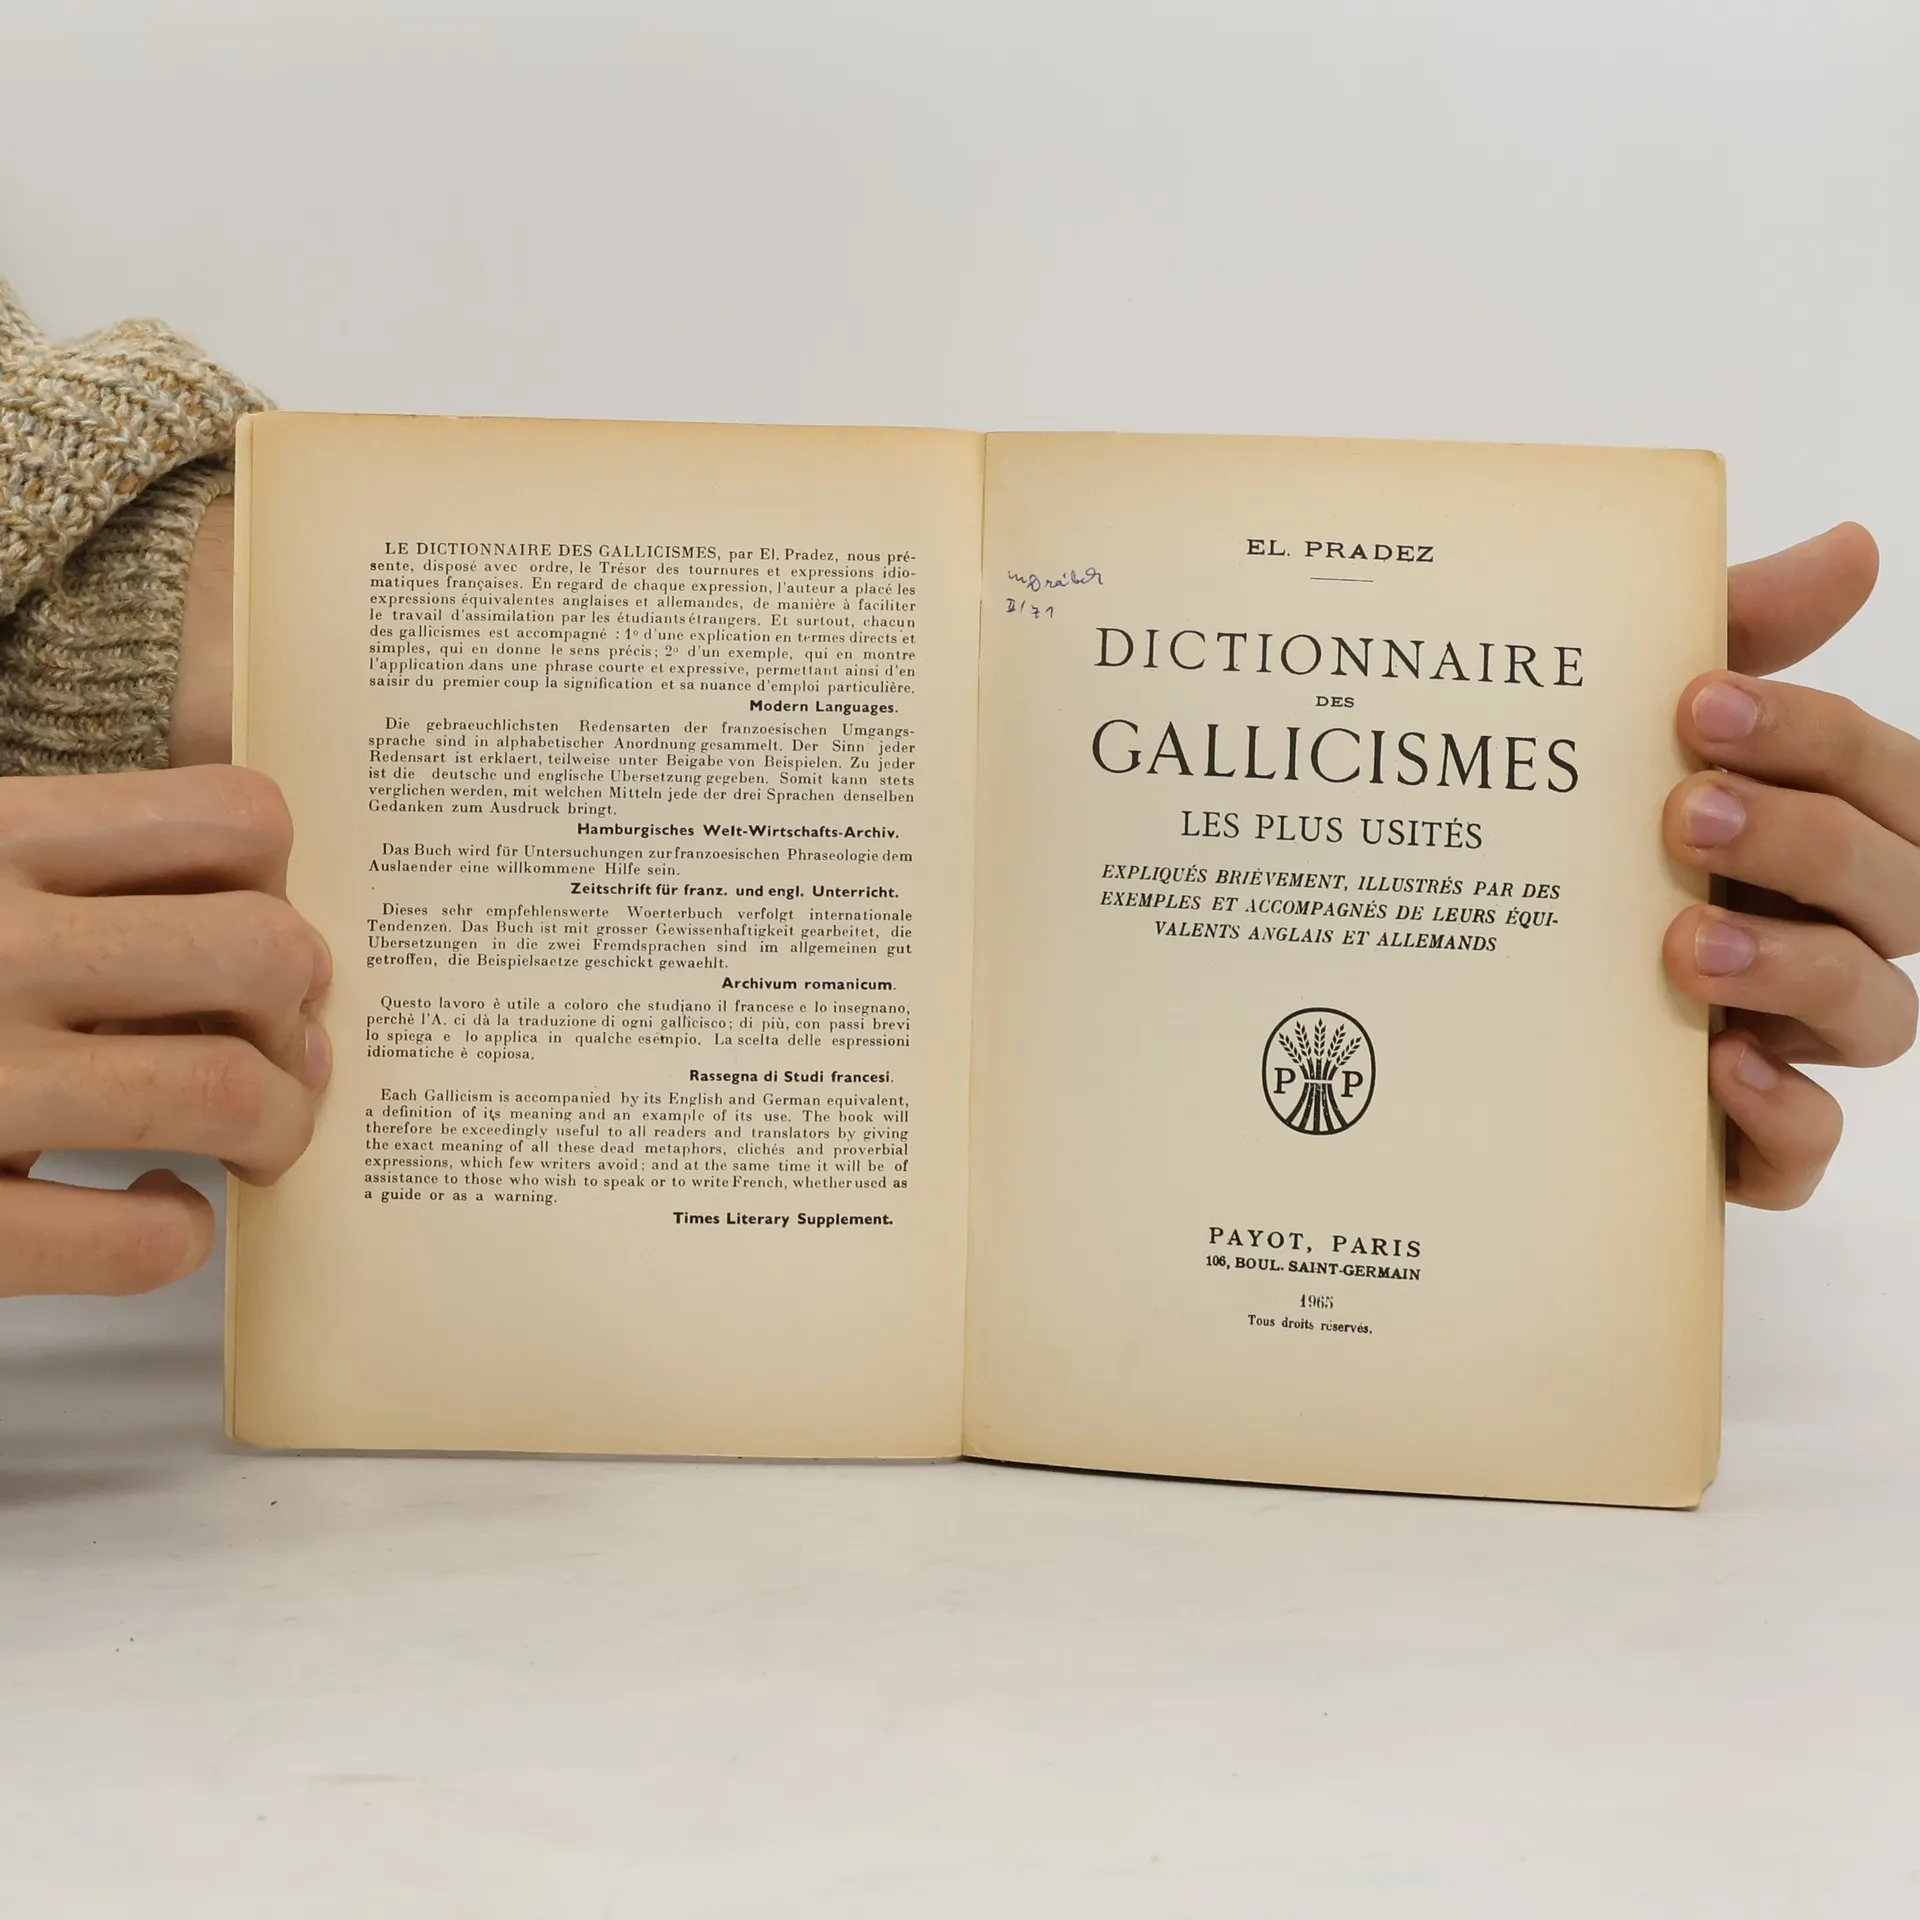 LE DICTIONNAIRE DES GALLICISMES, par El. Pradez, nous pré-
sente, disposé avec ordre, le Trésor des tournures et expressions idio-
matiques françaises. En regard de chaque expression, l'auteur a placé les
expressions équivalentes anglaises et allemandes, de manière à faciliter
le travail d'assimilation par les étudiants étrangers. Et surtout, chacun
des gallicismes est accompagné : 1º d'une explication en termes directs et
simples, qui en donne le sens précis; 2º d'un exemple, qui en montre
l'application dans une phrase courte et expressive, permettant ainsi d'en
saisir du premier coup la signification et sa nuance d'emploi particulière.
Modern Languages.
Die gebraeuchlichsten Redensarten der franzoesischen Umgangs-
sprache sind in alphabetischer Anordnung gesammelt. Der Sinn jeder
Redensart ist erklaert, teilweise unter Beigabe von Beispielen. Zu jeder
ist die deutsche und englische Ubersetzung gegeben. Somit kann stets
verglichen werden, mit welchen Mitteln jede der drei Sprachen denselben
Gedanken zum Ausdruck bringt.
Hamburgisches Welt-Wirtschafts-Archiv.
Das Buch wird für Untersuchungen zur franzoesischen Phraseologie dem
Auslaender eine willkommene Hilfe sein.
Zeitschrift für franz. und engl. Unterricht.
Dieses sehr empfehlenswerte Woerterbuch verfolgt internationale
Tendenzen. Das Buch ist mit grosser Gewissenhaftigkeit gearbeitet, die
Ubersetzungen in die zwei Fremdsprachen sind im allgemeinen gut
getroffen, die Beispielsaetze geschickt gewaehlt.
Archivum romanicum.
Questo lavoro è utile a coloro che studiano il francese e lo insegnano,
perchè l'A. ci dà la traduzione di ogni gallicisco; di più, con passi brevi
lo spiega e lo applica in qualche esempio. La scelta delle espressioni
idiomatiche è copiosa.
Rassegna di Studi francesi.
Each Gallicism is accompanied by its English and German equivalent,
a definition of its meaning and an example of its use. The book will
therefore be exceedingly useful to all readers and translators by giving
the exact meaning of all these dead metaphors, clichés and proverbial
expressions, which few writers avoid; and at the same time it will be of
assistance to those who wish to speak or to write French, whether used as
a guide or as a warning.
Times Literary Supplement.
EL. PRADEZ
II/71
DICTIONNAIRE
DES
GALLICISMES
LES PLUS USITÉS
EXPLIQUÉS BRIÈVEMENT, ILLUSTRÉS PAR DES
EXEMPLES ET ACCOMPAGNÉS DE LEURS ÉQUI-
VALENTS ANGLAIS ET ALLEMANDS
P P
PAYOT, PARIS
106, BOUL. SAINT-GERMAIN
1965
Tous droits réservés.